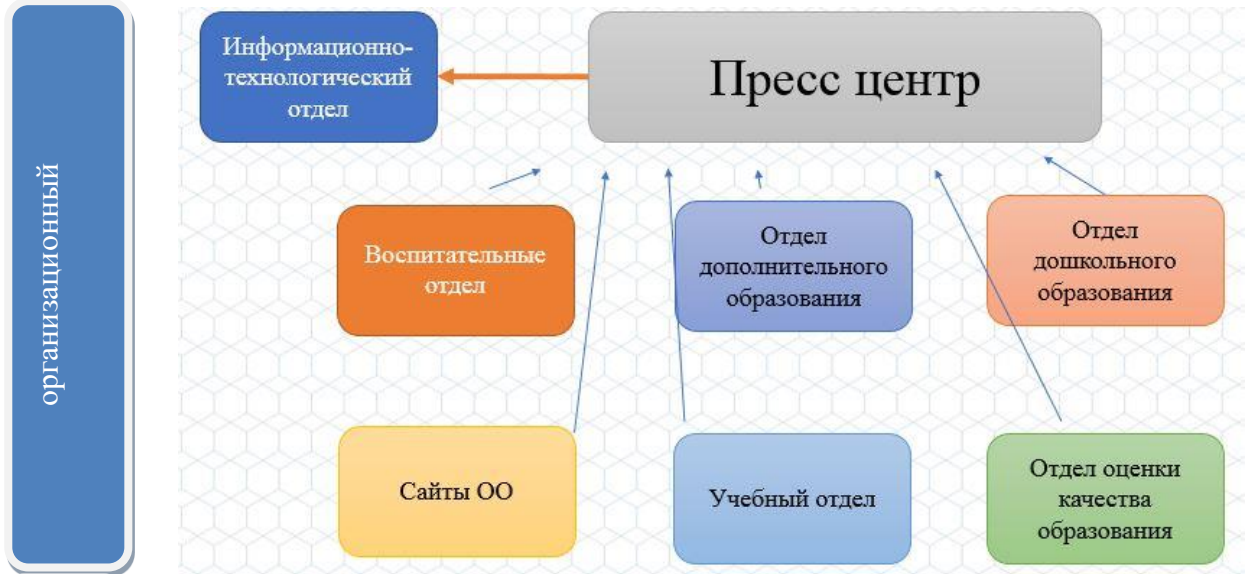 организационный
Информационно-
технологический
отдел
Пресс центр
Воспитательные
отдел
Отдел
дополнительного
образования
Отдел
дошкольного
образования
Сайты ОО
Учебный отдел
Отдел оценки
качества
образования